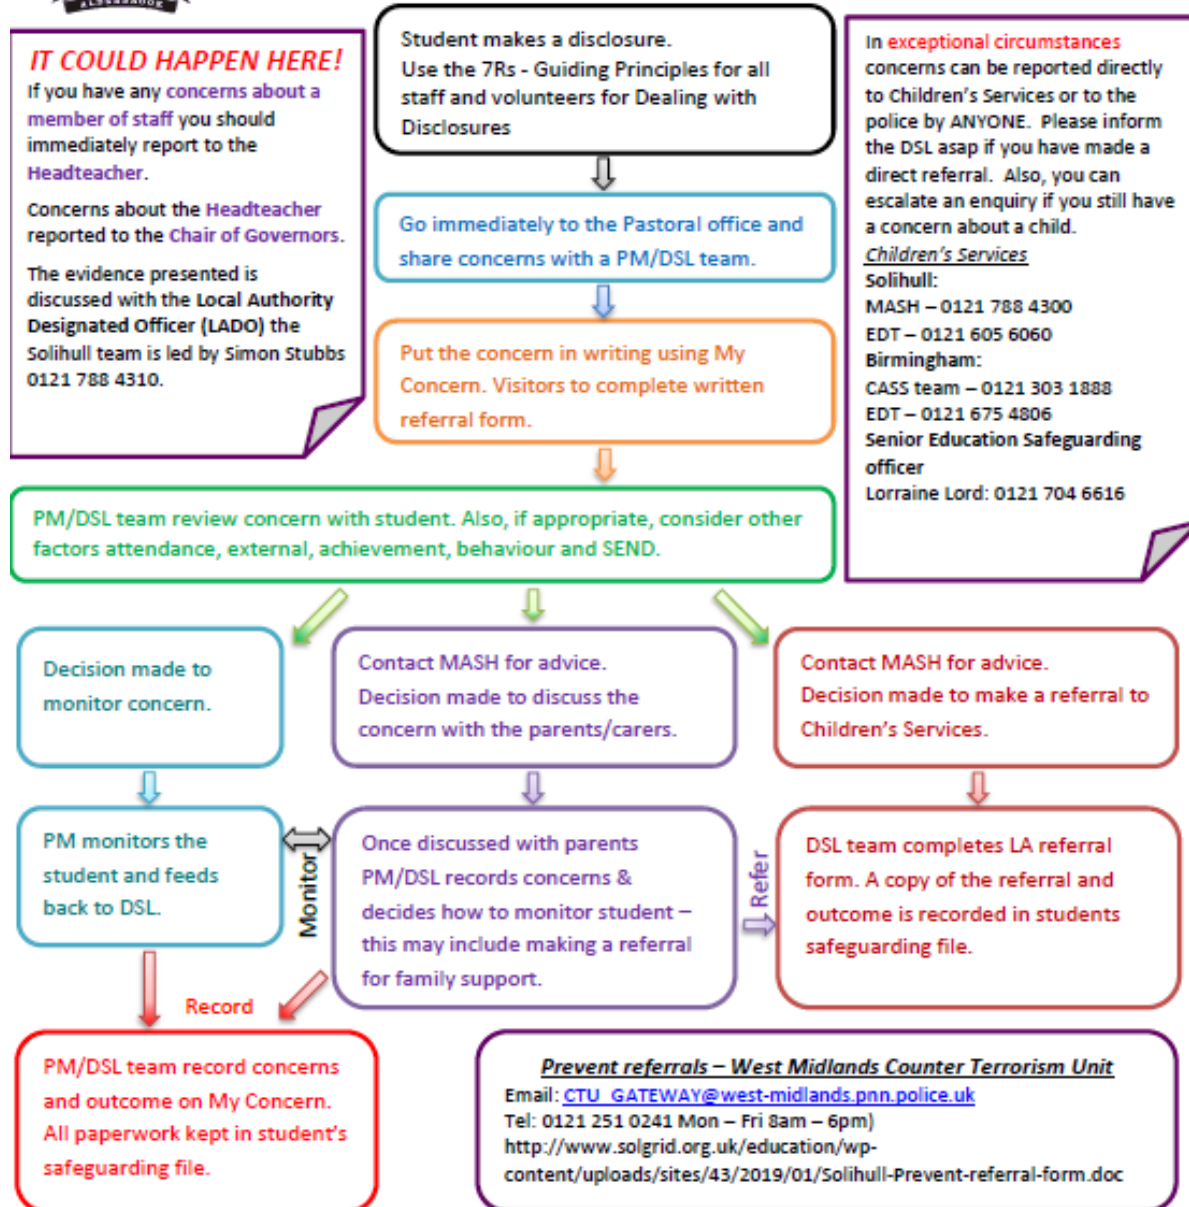 IT COULD HAPPEN HERE!
If you have any concerns about a
member of staff you should
immediately report to the
Headteacher.
Concerns about the Headteacher
reported to the Chair of Governors.
The evidence presented is
discussed with the Local Authority
Designated Officer (LADO) the
Solihull team is led by Simon Stubbs
0121 788 4310.
Student makes a disclosure.
Use the 7Rs - Guiding Principles for all
staff and volunteers for Dealing with
Disclosures
In exceptional circumstances
concerns can be reported directly
to Children's Services or to the
police by ANYONE. Please inform
the DSL asap if you have made a
direct referral. Also, you can
escalate an enquiry if you still have
a concern about a child.
Children's Services
Solihull:
MASH – 0121 788 4300
EDT – 0121 605 6060
Birmingham:
CASS team – 0121 303 1888
EDT – 0121 675 4806
Senior Education Safeguarding
officer
Lorraine Lord: 0121 704 6616
Go immediately to the Pastoral office and
share concerns with a PM/DSL team.
Put the concern in writing using My
Concern. Visitors to complete written
referral form.
PM/DSL team review concern with student. Also, if appropriate, consider other
factors attendance, external, achievement, behaviour and SEND.
Decision made to
monitor concern.
Contact MASH for advice.
Decision made to discuss the
concern with the parents/carers.
Contact MASH for advice.
Decision made to make a referral to
Children's Services.
PM monitors the
student and feeds
back to DSL.
Monitor
Once discussed with parents
PM/DSL records concerns &
decides how to monitor student –
this may include making a referral
for family support.
Refer
DSL team completes LA referral
form. A copy of the referral and
outcome is recorded in students
safeguarding file.
Record
PM/DSL team record concerns
and outcome on My Concern.
All paperwork kept in student's
safeguarding file.
Prevent referrals – West Midlands Counter Terrorism Unit
Email: CTU_GATEWAY@west-midlands.pnn.police.uk
Tel: 0121 251 0241 Mon – Fri 8am – 6pm)
http://www.solgrid.org.uk/education/wp-
content/uploads/sites/43/2019/01/Solihull-Prevent-referral-form.doc